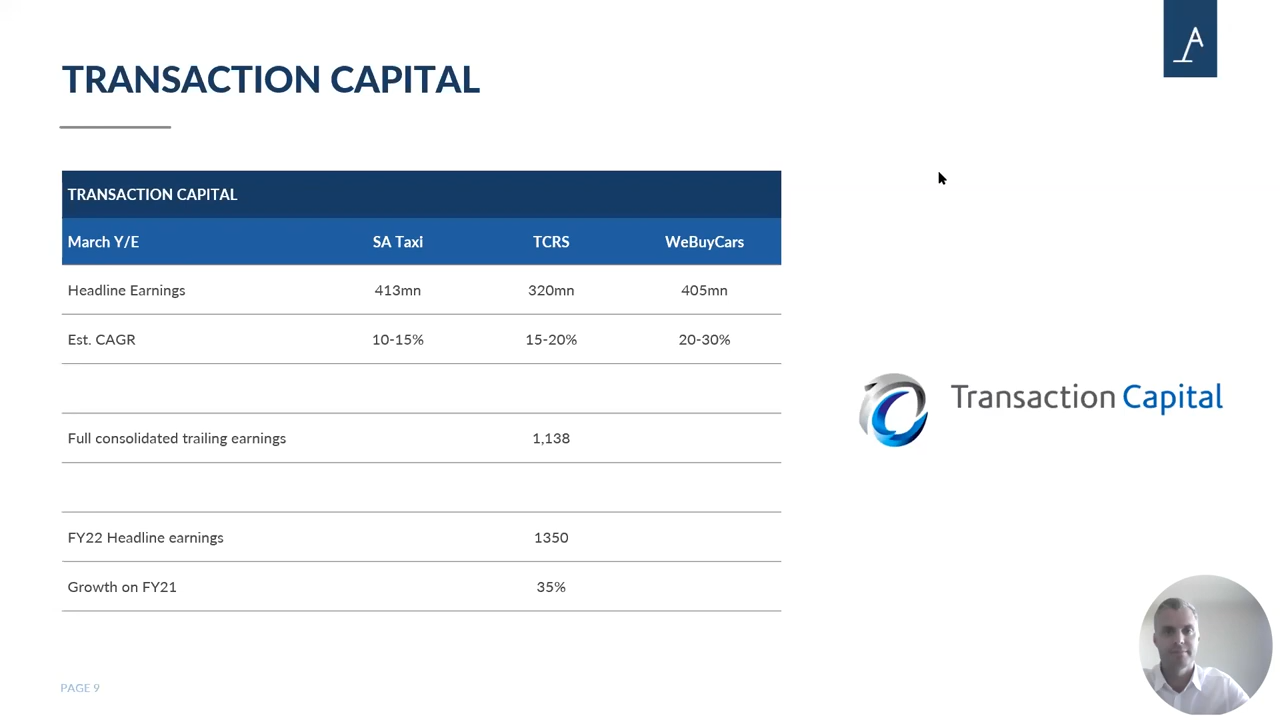 TRANSACTION CAPITAL
TRANSACTION CAPITAL
March Y/E SA Taxi TCRS WeBuyCars
Headline Earnings 413mn 320mn 405mn
Est. CAGR 10-15% 15-20% 20-30%
Full consolidated trailing earnings 1,138
FY22 Headline earnings 1350
Growth on FY21 35%
Transaction Capital
PAGE 9
A